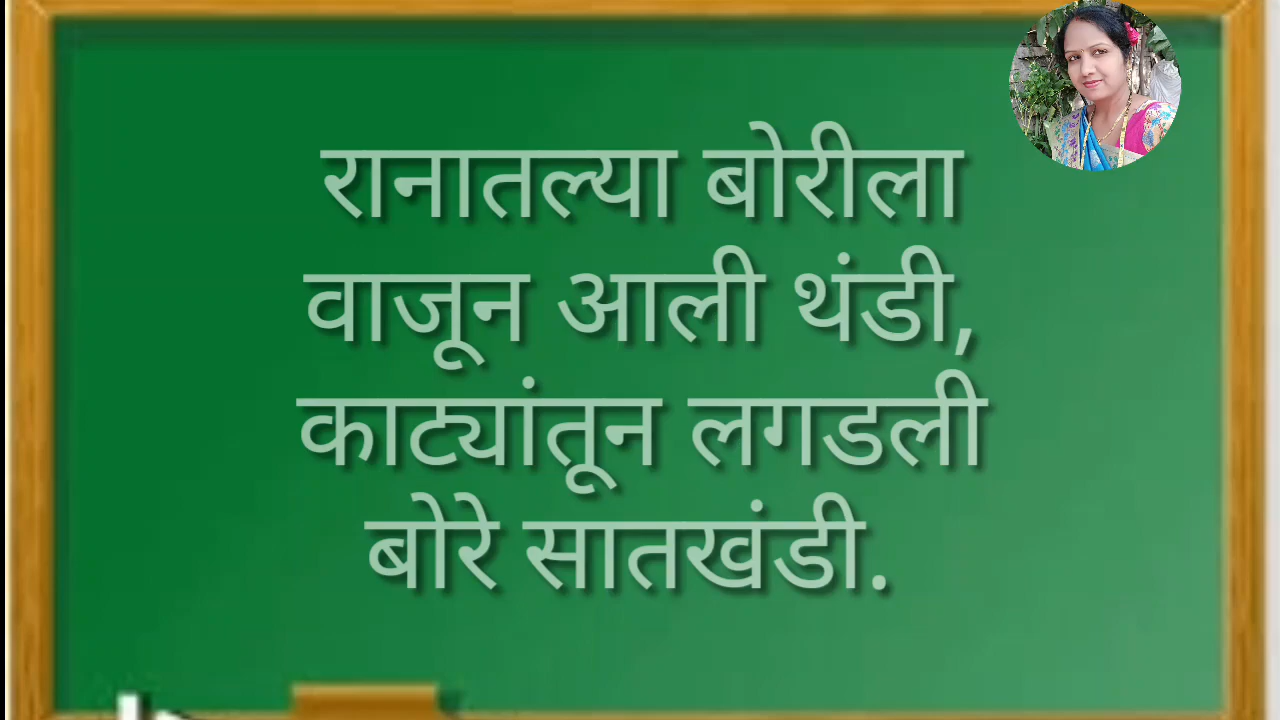 रानातल्या बोरीला
वाजून आली थंडी,
काट्यांतून लगडली
बोरे सातखंडी.